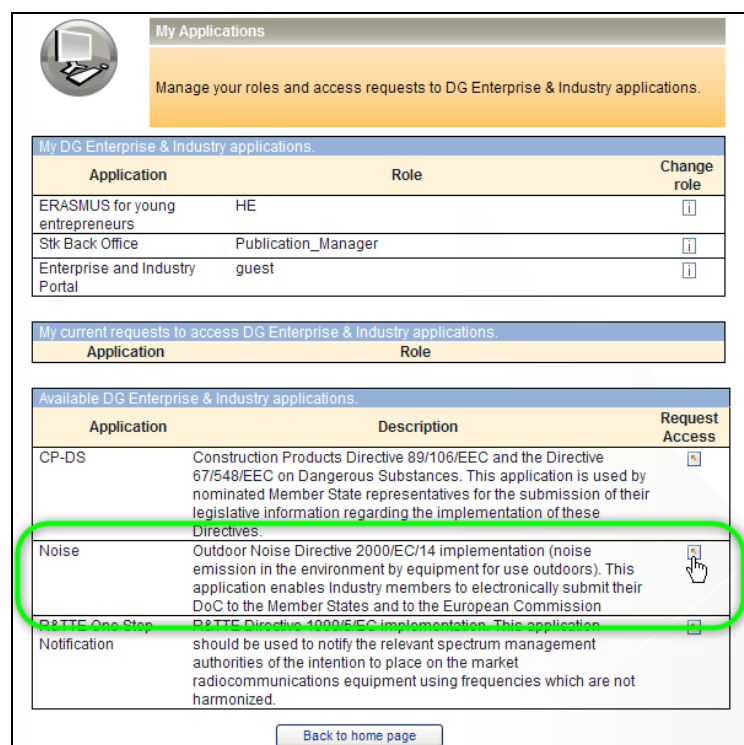 My Applications
Manage your roles and access requests to DG Enterprise & Industry applications.
My DG Enterprise & Industry applications.
Application Role Change role
ERASMUS for young entrepreneurs HE
Stk Back Office Publication_Manager
Enterprise and Industry Portal guest
My current requests to access DG Enterprise & Industry applications.
Application Role
Available DG Enterprise & Industry applications.
Application Description Request Access
CP-DS Construction Products Directive 89/106/EEC and the Directive
67/548/EEC on Dangerous Substances. This application is used by
nominated Member State representatives for the submission of their
legislative information regarding the implementation of these
Directives.
Noise Outdoor Noise Directive 2000/EC/14 implementation (noise
emission in the environment by equipment for use outdoors). This
application enables Industry members to electronically submit their
DoC to the Member States and to the European Commission
R&TTE One Stop Notification R&TTE Directive 1999/5/EC implementation. This application
should be used to notify the relevant spectrum management
authorities of the intention to place on the market
radiocommunications equipment using frequencies which are not
harmonized.
Back to home page